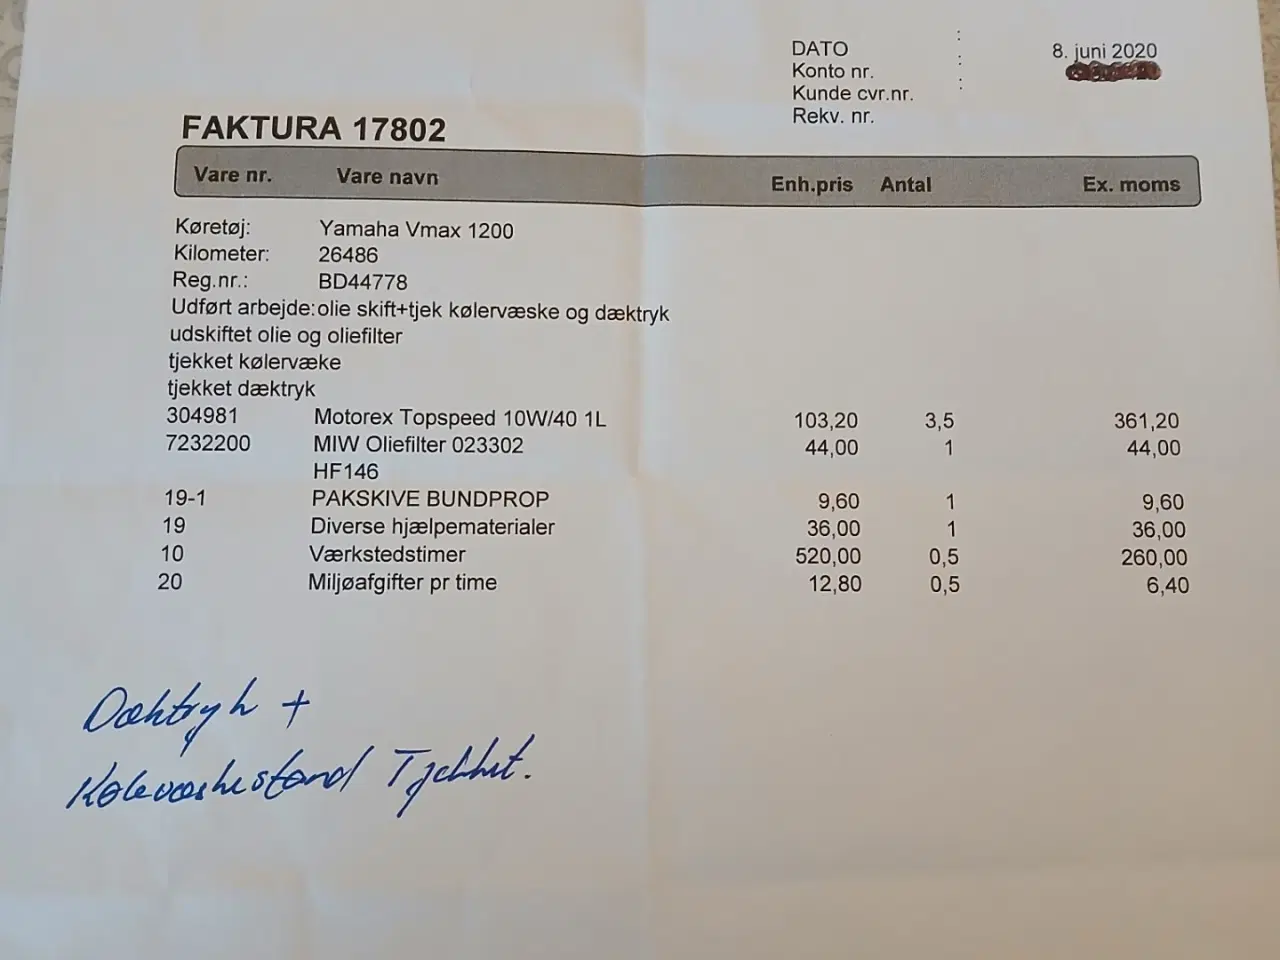 DATO : 8. juni 2020
Konto nr. :
Kunde cvr.nr. :
Rekv. nr.
FAKTURA 17802
Vare nr. Vare navn Enh.pris Antal Ex. moms
Køretøj: Yamaha Vmax 1200
Kilometer: 26486
Reg.nr.: BD44778
Udført arbejde: olie skift+tjek kølervæske og dæktryk
udskiftet olie og oliefilter
tjekket kølervæke
tjekket dæktryk
304981 Motorex Topspeed 10W/40 1L 103,20 3,5 361,20
7232200 MIW Oliefilter 023302 44,00 1 44,00
HF146
19-1 PAKSKIVE BUNDPROP 9,60 1 9,60
19 Diverse hjælpematerialer 36,00 1 36,00
10 Værkstedstimer 520,00 0,5 260,00
20 Miljøafgifter pr time 12,80 0,5 6,40
Dæktryk +
Kølevæskestand Tjekket.